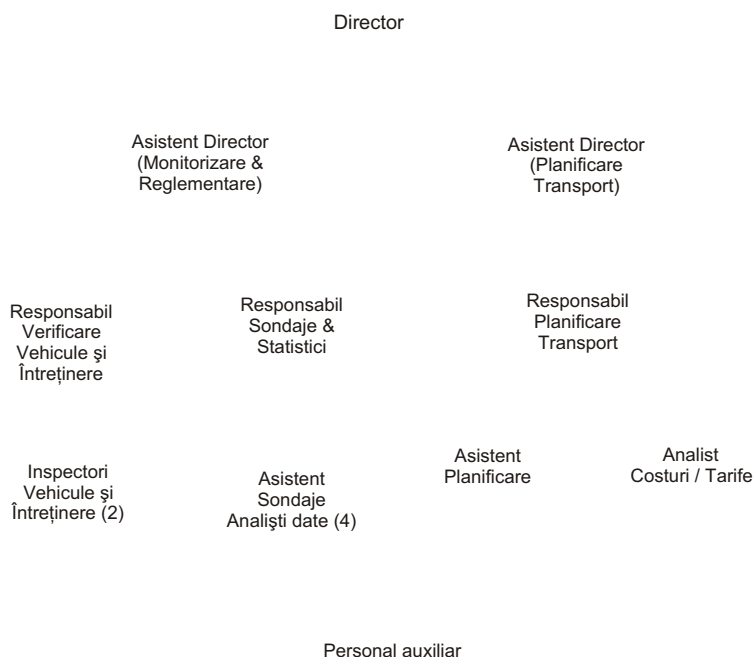 Director
Asistent Director
(Monitorizare &
Reglementare)
Asistent Director
(Planificare
Transport)
Responsabil
Verificare
Vehicule şi
Întreținere
Responsabil
Sondaje &
Statistici
Responsabil
Planificare
Transport
Inspectori
Vehicule şi
Întreținere (2)
Asistent
Sondaje
Analişti date (4)
Asistent
Planificare
Analist
Costuri / Tarife
Personal auxiliar